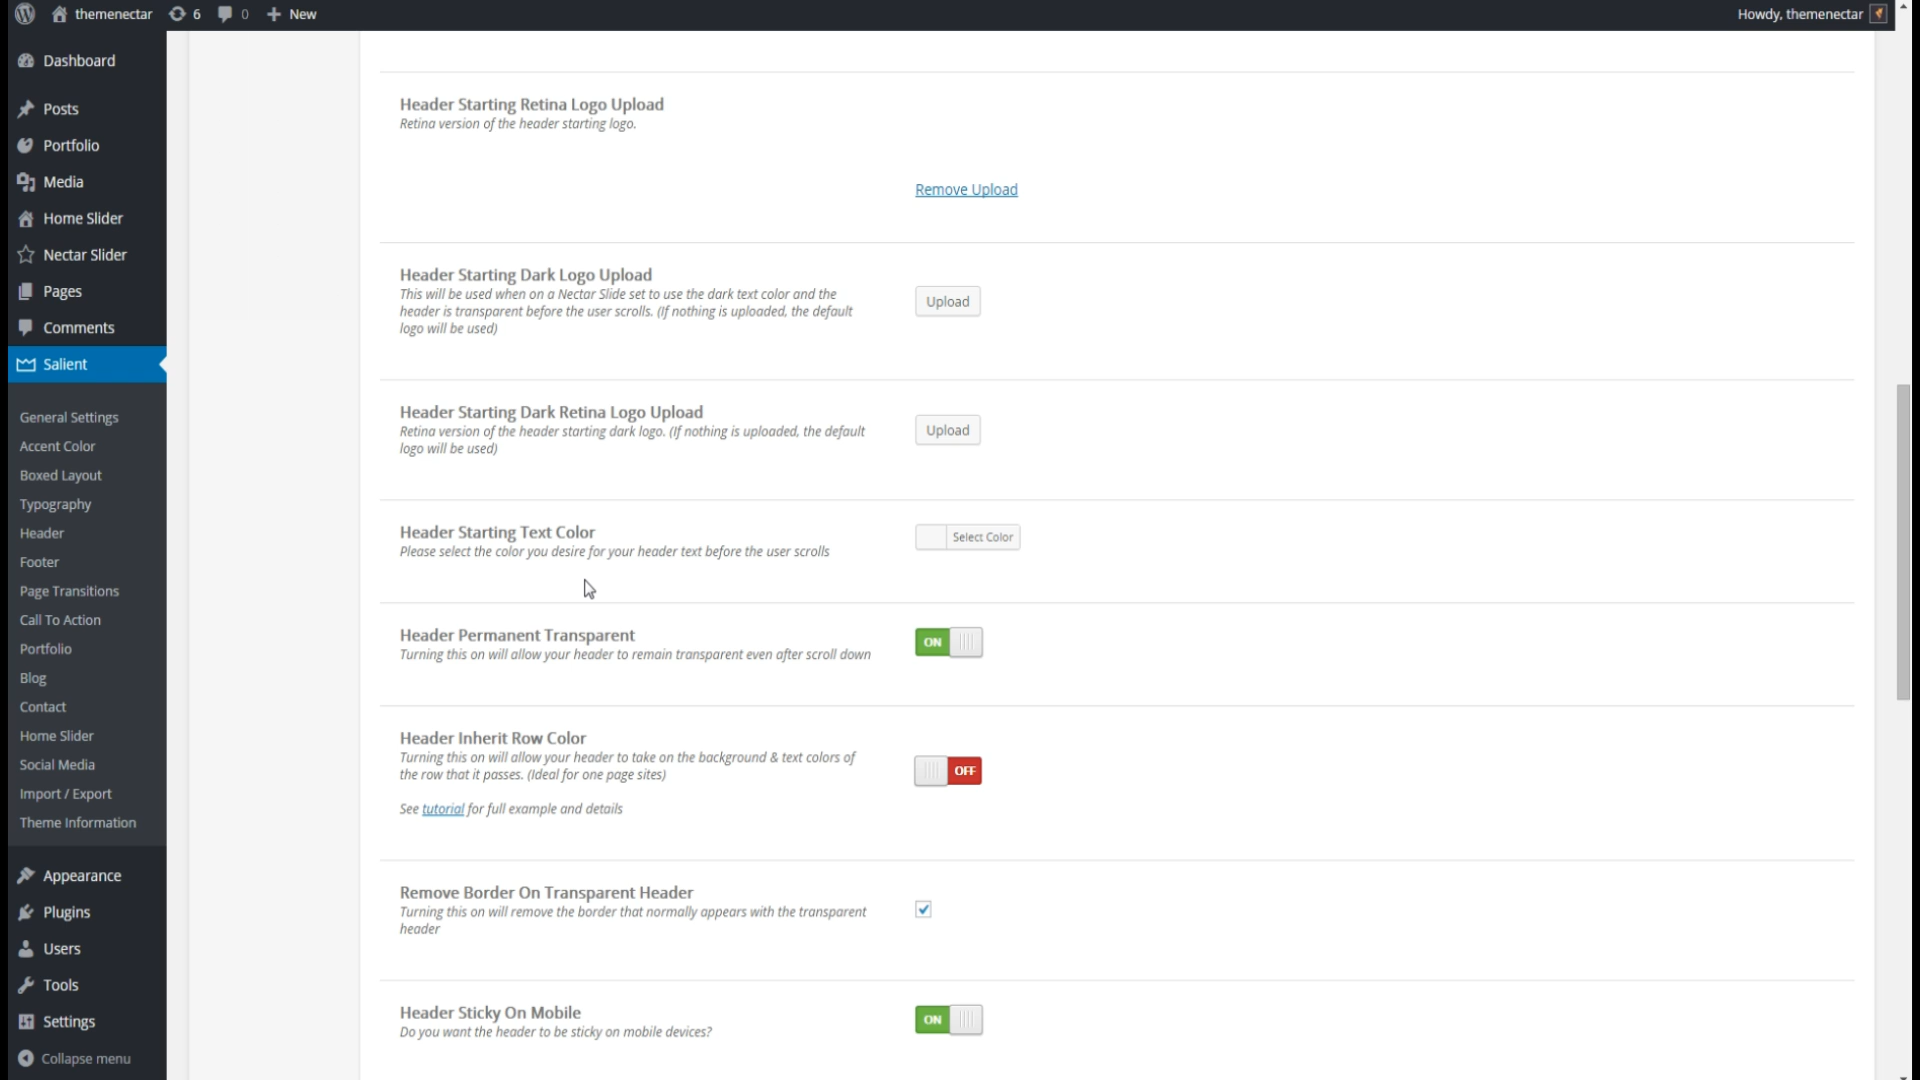 themenectar 6 0 New Howdy, themenectar
Dashboard
Posts
Portfolio
Media
Home Slider
Nectar Slider
Pages
Comments
Salient
General Settings
Accent Color
Boxed Layout
Typography
Header
Footer
Page Transitions
Call To Action
Portfolio
Blog
Contact
Home Slider
Social Media
Import / Export
Theme Information
Appearance
Plugins
Users
Tools
Settings
Collapse menu
Header Starting Retina Logo Upload
Retina version of the header starting logo.
Remove Upload
Header Starting Dark Logo Upload
This will be used when on a Nectar Slide set to use the dark text color and the
header is transparent before the user scrolls. (If nothing is uploaded, the default
logo will be used)
Upload
Header Starting Dark Retina Logo Upload
Retina version of the header starting dark logo. (If nothing is uploaded, the default
logo will be used)
Upload
Header Starting Text Color
Please select the color you desire for your header text before the user scrolls
Select Color
Header Permanent Transparent
Turning this on will allow your header to remain transparent even after scroll down
ON
Header Inherit Row Color
Turning this on will allow your header to take on the background & text colors of
the row that it passes. (Ideal for one page sites)
See tutorial for full example and details
OFF
Remove Border On Transparent Header
Turning this on will remove the border that normally appears with the transparent
header
Header Sticky On Mobile
Do you want the header to be sticky on mobile devices?
ON